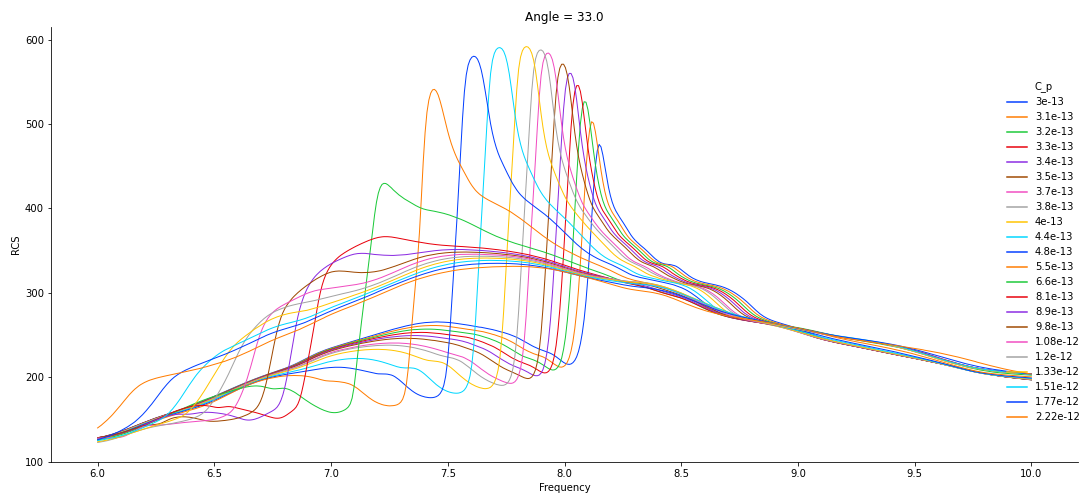 Angle = 33.0
600
500
400
300
200
100
RCS
6.0 6.5 7.0 7.5 8.0 8.5 9.0 9.5 10.0
Frequency
C_p
3e-13
3.1e-13
3.2e-13
3.3e-13
3.4e-13
3.5e-13
3.7e-13
3.8e-13
4e-13
4.4e-13
4.8e-13
5.5e-13
6.6e-13
8.1e-13
8.9e-13
9.8e-13
1.08e-12
1.2e-12
1.33e-12
1.51e-12
1.77e-12
2.22e-12